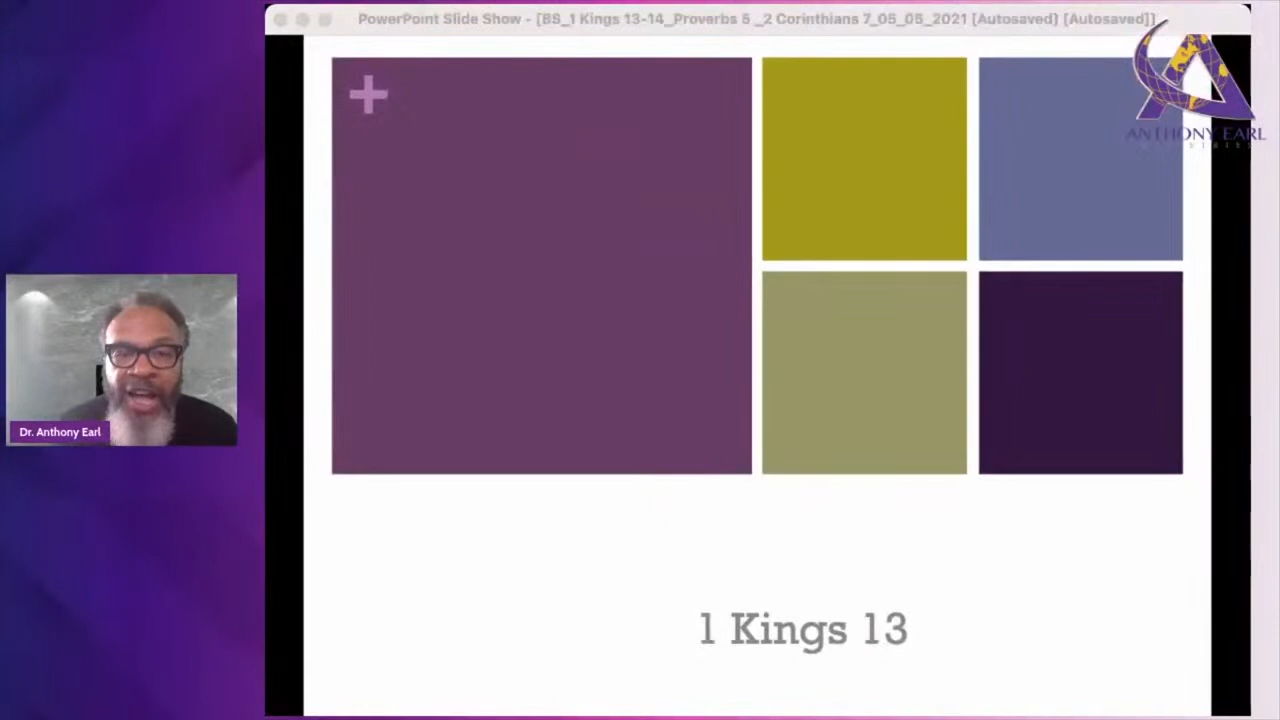 PowerPoint Slide Show - [BS_1 Kings 13-14_Proverbs 5 _2 Corinthians 7_05_05_2021 [Autosaved] [Autosaved]]
ANTHONY EARL
Dr. Anthony Earl
1 Kings 13